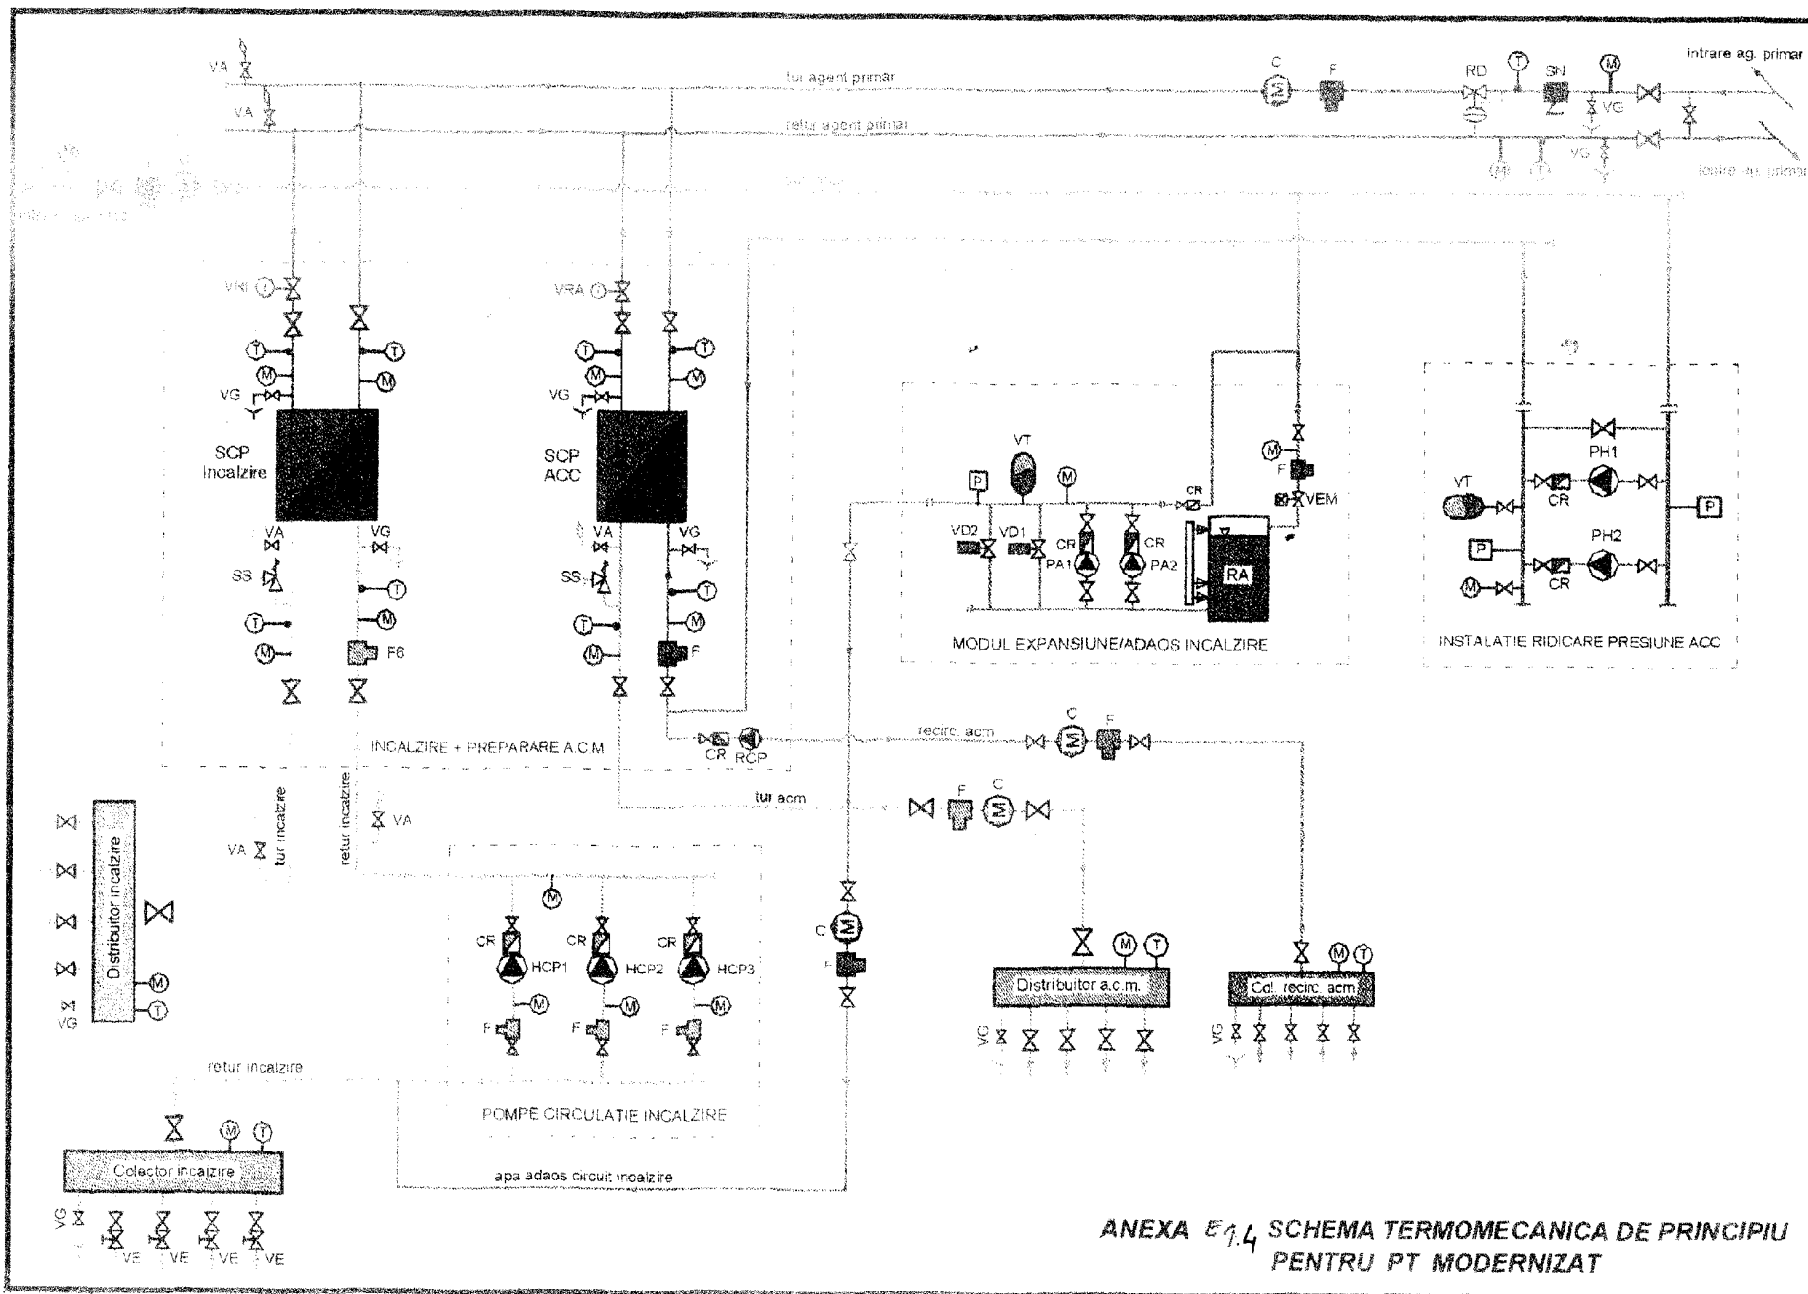 VA
tur agent primar
C
F
RD
T
SN
M
intrare ag. primar
VA
VG
retur agent primar
M
T
VG
iesire ag. primar
VRI
VRA
T
T
T
T
M
M
M
M
VG
VG
SCP
Incalzire
SCP
ACC
VT
P
M
CR
M
F
VEM
PH1
VT
CR
P
VA
VG
VA
VG
VD2
VD1
CR
CR
PA1
PA2
RA
PH2
P
CR
M
SS
T
SS
T
T
M
T
M
M
F6
M
F
MODUL EXPANSIUNE/ADAOS INCALZIRE
INSTALATIE RIDICARE PRESIUNE ACC
INCALZIRE + PREPARARE A.C.M
CR
RCP
recirc. acm
C
M
F
tur acm
F
C
M
VA
tur incalzire
retur incalzire
VA
Distribuitor incalzire
M
T
VG
M
CR
HCP1
CR
HCP2
CR
HCP3
M
M
M
F
F
F
C
M
F
M
T
Distribuitor a.c.m.
VG
M
T
Col. recirc. acm
VG
retur incalzire
POMPE CIRCULATIE INCALZIRE
M
T
Colector incalzire
apa adaos circuit incalzire
VG
VE
VE
VE
VE
ANEXA E1.4 SCHEMA TERMOMECANICA DE PRINCIPIU
PENTRU PT MODERNIZAT